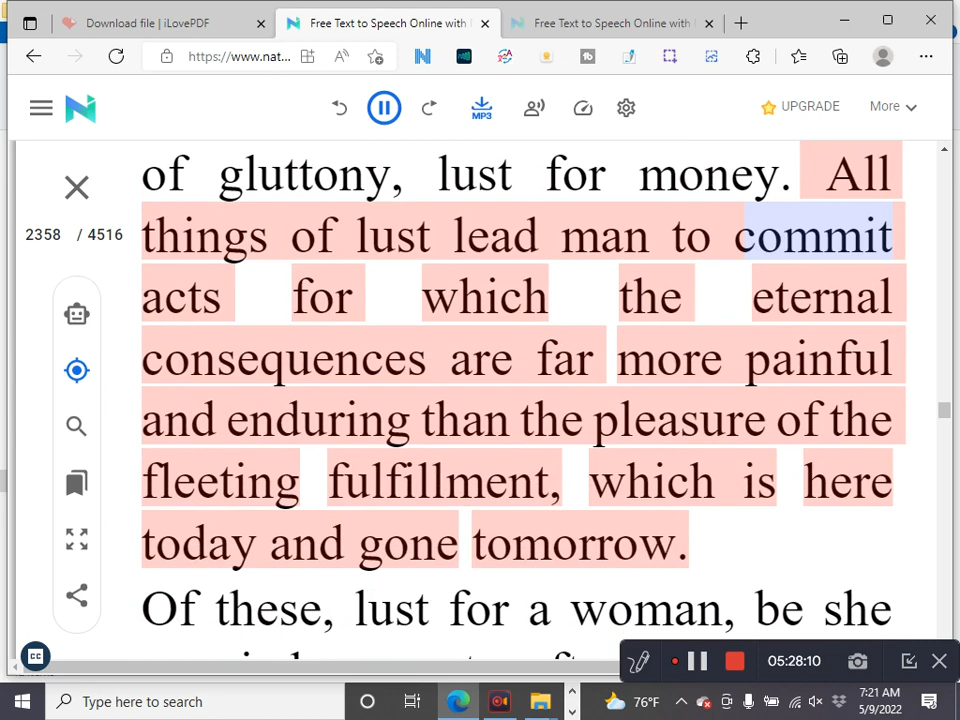 Download file | iLovePDF
Free Text to Speech Online with
Free Text to Speech Online with
https://www.nat...
UPGRADE
More
MP3
of gluttony, lust for money. All
2358 / 4516
things of lust lead man to commit
acts for which the eternal
consequences are far more painful
and enduring than the pleasure of the
fleeting fulfillment, which is here
today and gone tomorrow.
Of these, lust for a woman, be she
CC
05:28:10
Type here to search
76°F
7:21 AM
5/9/2022